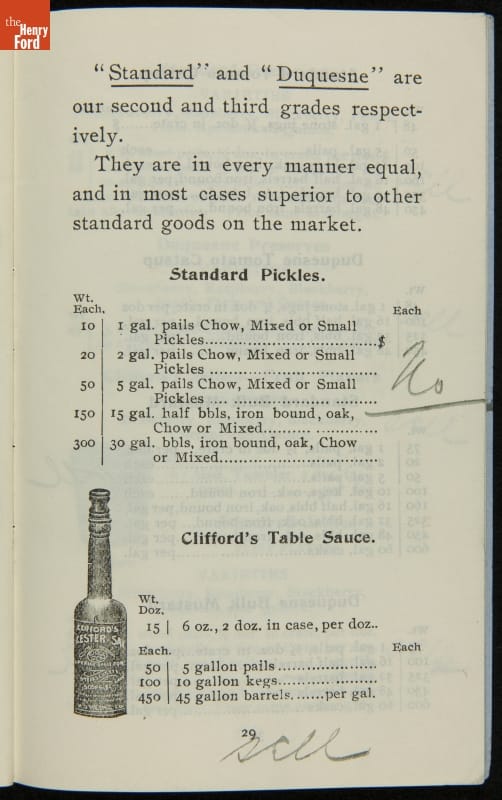 the
Henry
Ford
"Standard" and "Duquesne" are
our second and third grades respect-
ively.
They are in every manner equal,
and in most cases superior to other
standard goods on the market.
Standard Pickles.
Wt.
Each. Each
10 1 gal. pails Chow, Mixed or Small
Pickles..............................................$
20 2 gal. pails Chow, Mixed or Small
Pickles ............................................
50 5 gal. pails Chow, Mixed or Small
Pickles ............................................
No
150 15 gal. half bbls, iron bound, oak,
Chow or Mixed.......................
300 30 gal. bbls, iron bound, oak, Chow
or Mixed..........................................
Clifford's Table Sauce.
Wt.
Doz.
15 6 oz., 2 doz. in case, per doz..
Each. Each
50 5 gallon pails .........................
100 10 gallon kegs.........................
450 45 gallon barrels.......per gal.
29